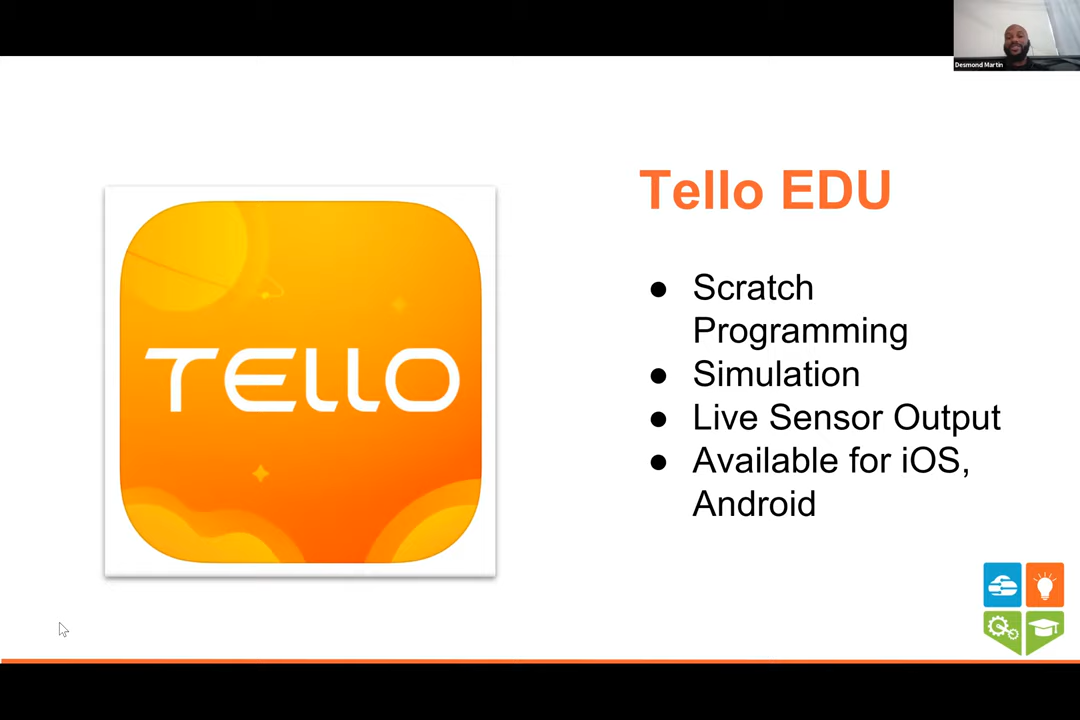 Desmond Martin
Tello EDU
TELLO
● Scratch
Programming
● Simulation
● Live Sensor Output
● Available for iOS,
Android